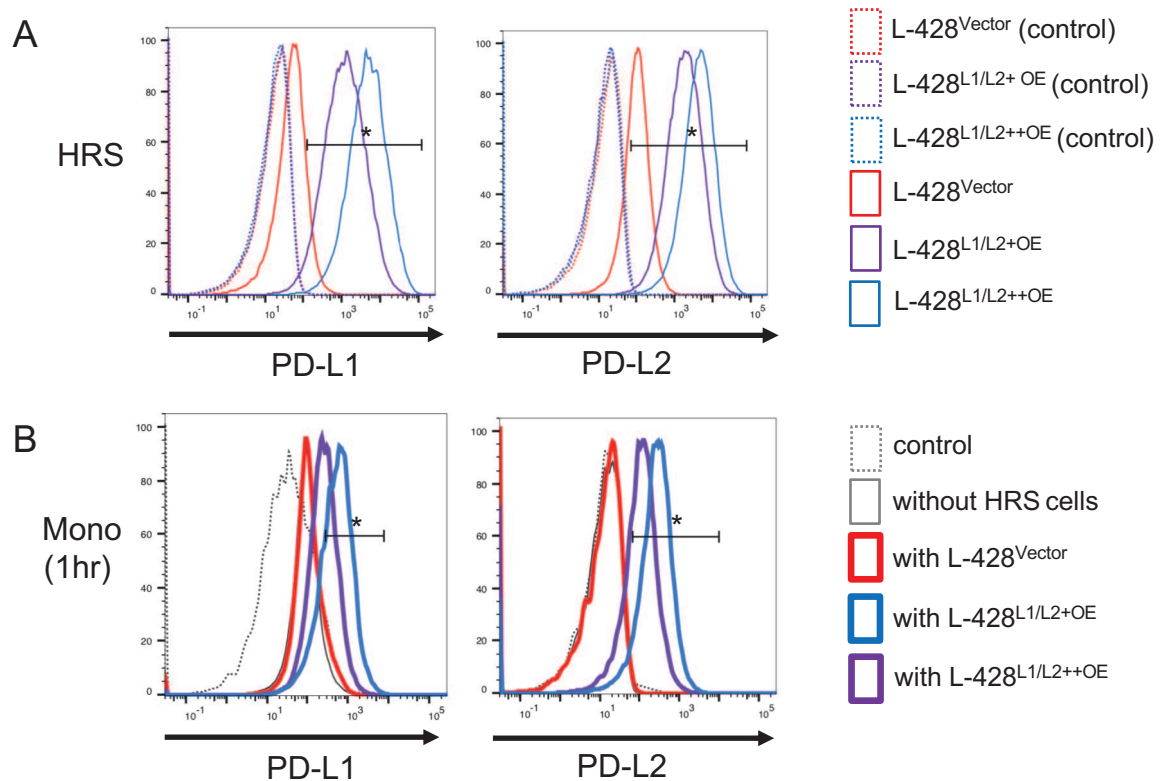 A
HRS
100
80
60
40
20
0
*
10-1
101
103
105
PD-L1
100
80
60
40
20
0
*
10-1
101
103
105
PD-L2
L-428Vector (control)
L-428L1/L2+ OE (control)
L-428L1/L2++OE (control)
L-428Vector
L-428L1/L2+OE
L-428L1/L2++OE
B
Mono
(1hr)
100
80
60
40
20
0
*
10-1
101
103
105
PD-L1
100
80
60
40
20
0
*
10-1
101
103
105
PD-L2
control
without HRS cells
with L-428Vector
with L-428L1/L2+OE
with L-428L1/L2++OE